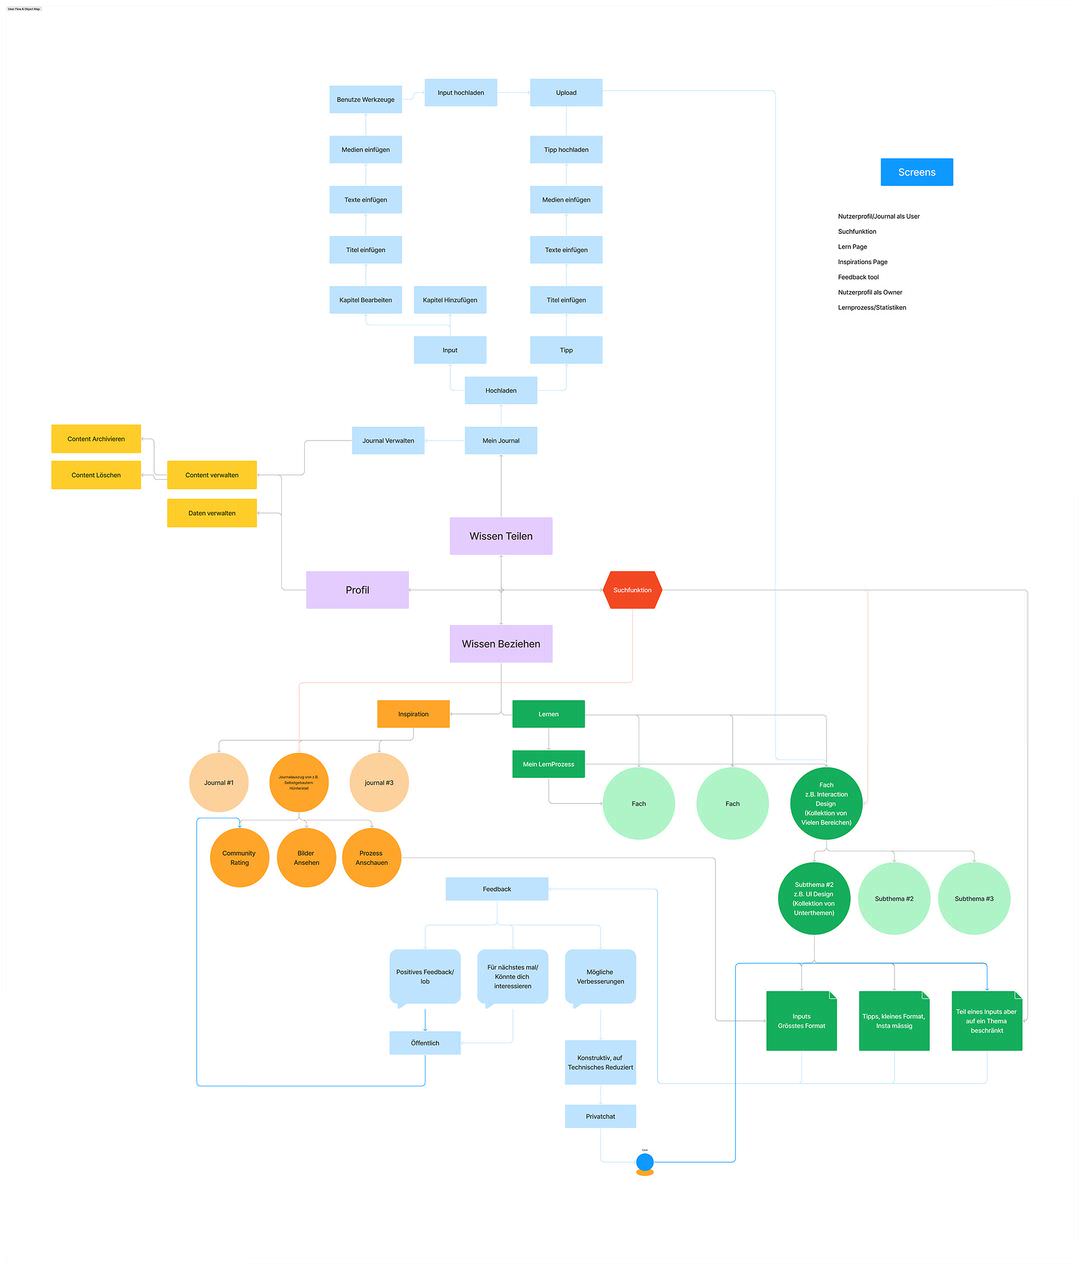 User Flow & Object Map
Input hochladen
Upload
Benutze Werkzeuge
Medien einfügen
Tipp hochladen
Screens
Texte einfügen
Medien einfügen
Nutzerprofil/Journal als User
Suchfunktion
Lern Page
Inspirations Page
Feedback tool
Nutzerprofil als Owner
Lernprozess/Statistiken
Titel einfügen
Texte einfügen
Kapitel Bearbeiten
Kapitel Hinzufügen
Titel einfügen
Input
Tipp
Hochladen
Content Archivieren
Journal Verwalten
Mein Journal
Content Löschen
Content verwalten
Daten verwalten
Wissen Teilen
Profil
Suchfunktion
Wissen Beziehen
Inspiration
Lernen
Mein LernProzess
Journal #1
Journalauszug von z.B.
Selbstgebautem
Hünterstall
journal #3
Fach
Fach
Fach
z.B. Interaction
Design
(Kollektion von
Vielen Bereichen)
Community
Rating
Bilder
Ansehen
Prozess
Anschauen
Feedback
Subthema #2
z.B. UI Design
(Kollektion von
Unterthemen)
Subthema #2
Subthema #3
Positives Feedback/
lob
Für nächstes mal/
Könnte dich
interessieren
Mögliche
Verbesserungen
Inputs
Grösstes Format
Tipps, kleines Format,
Insta mässig
Teil eines Inputs aber
auf ein Thema
beschränkt
Öffentlich
Konstruktiv, auf
Technisches Reduziert
Privatchat